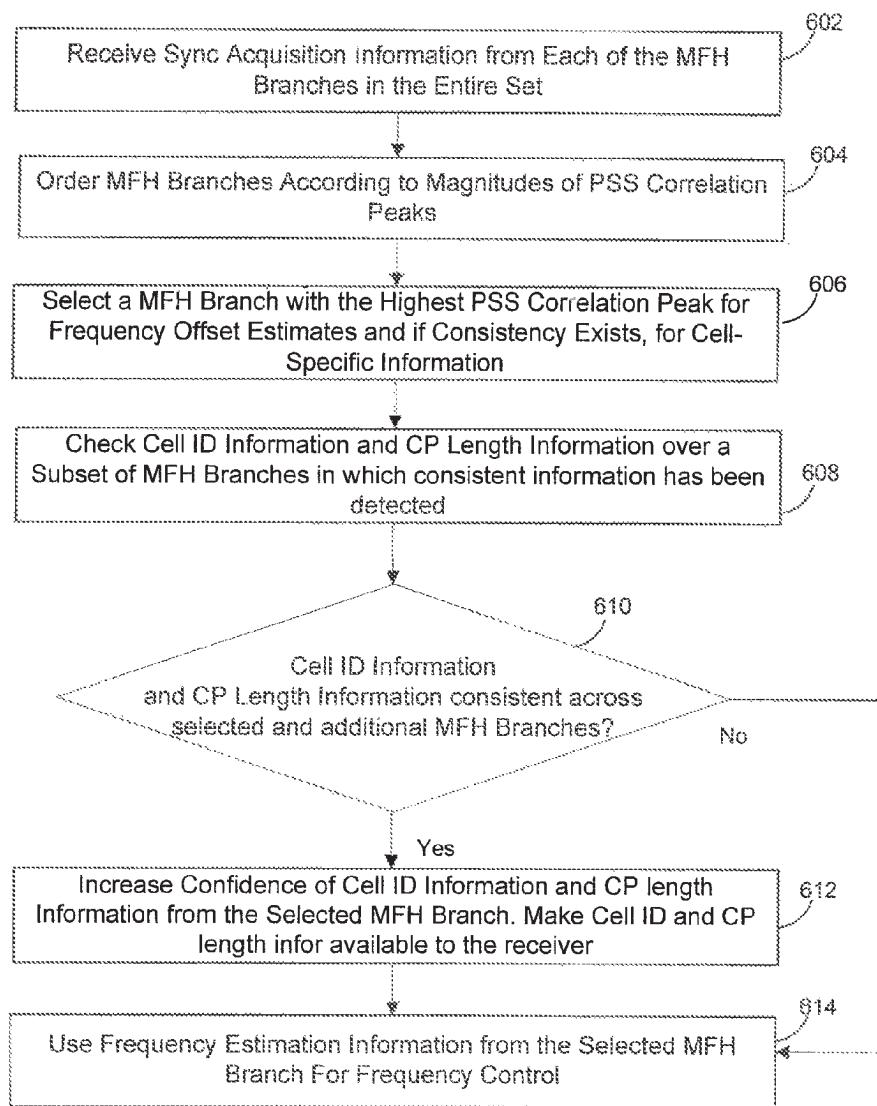 602
Receive Sync Acquisition Information from Each of the MFH
Branches in the Entire Set
604
Order MFH Branches According to Magnitudes of PSS Correlation
Peaks
606
Select a MFH Branch with the Highest PSS Correlation Peak for
Frequency Offset Estimates and if Consistency Exists, for Cell-
Specific Information
Check Cell ID Information and CP Length Information over a
Subset of MFH Branches in which consistent information has been
detected
608
610
Cell ID Information
and CP Length Information consistent across
selected and additional MFH Branches?
No
Yes
Increase Confidence of Cell ID Information and CP length
Information from the Selected MFH Branch. Make Cell ID and CP
length infor available to the receiver
612
614
Use Frequency Estimation Information from the Selected MFH
Branch For Frequency Control